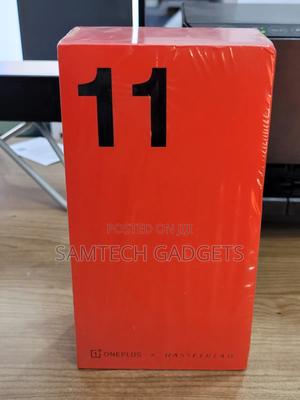 11
POSTED ON JIJI
SAMTECH GADGETS
ONEPLUS × HASSELBLAD